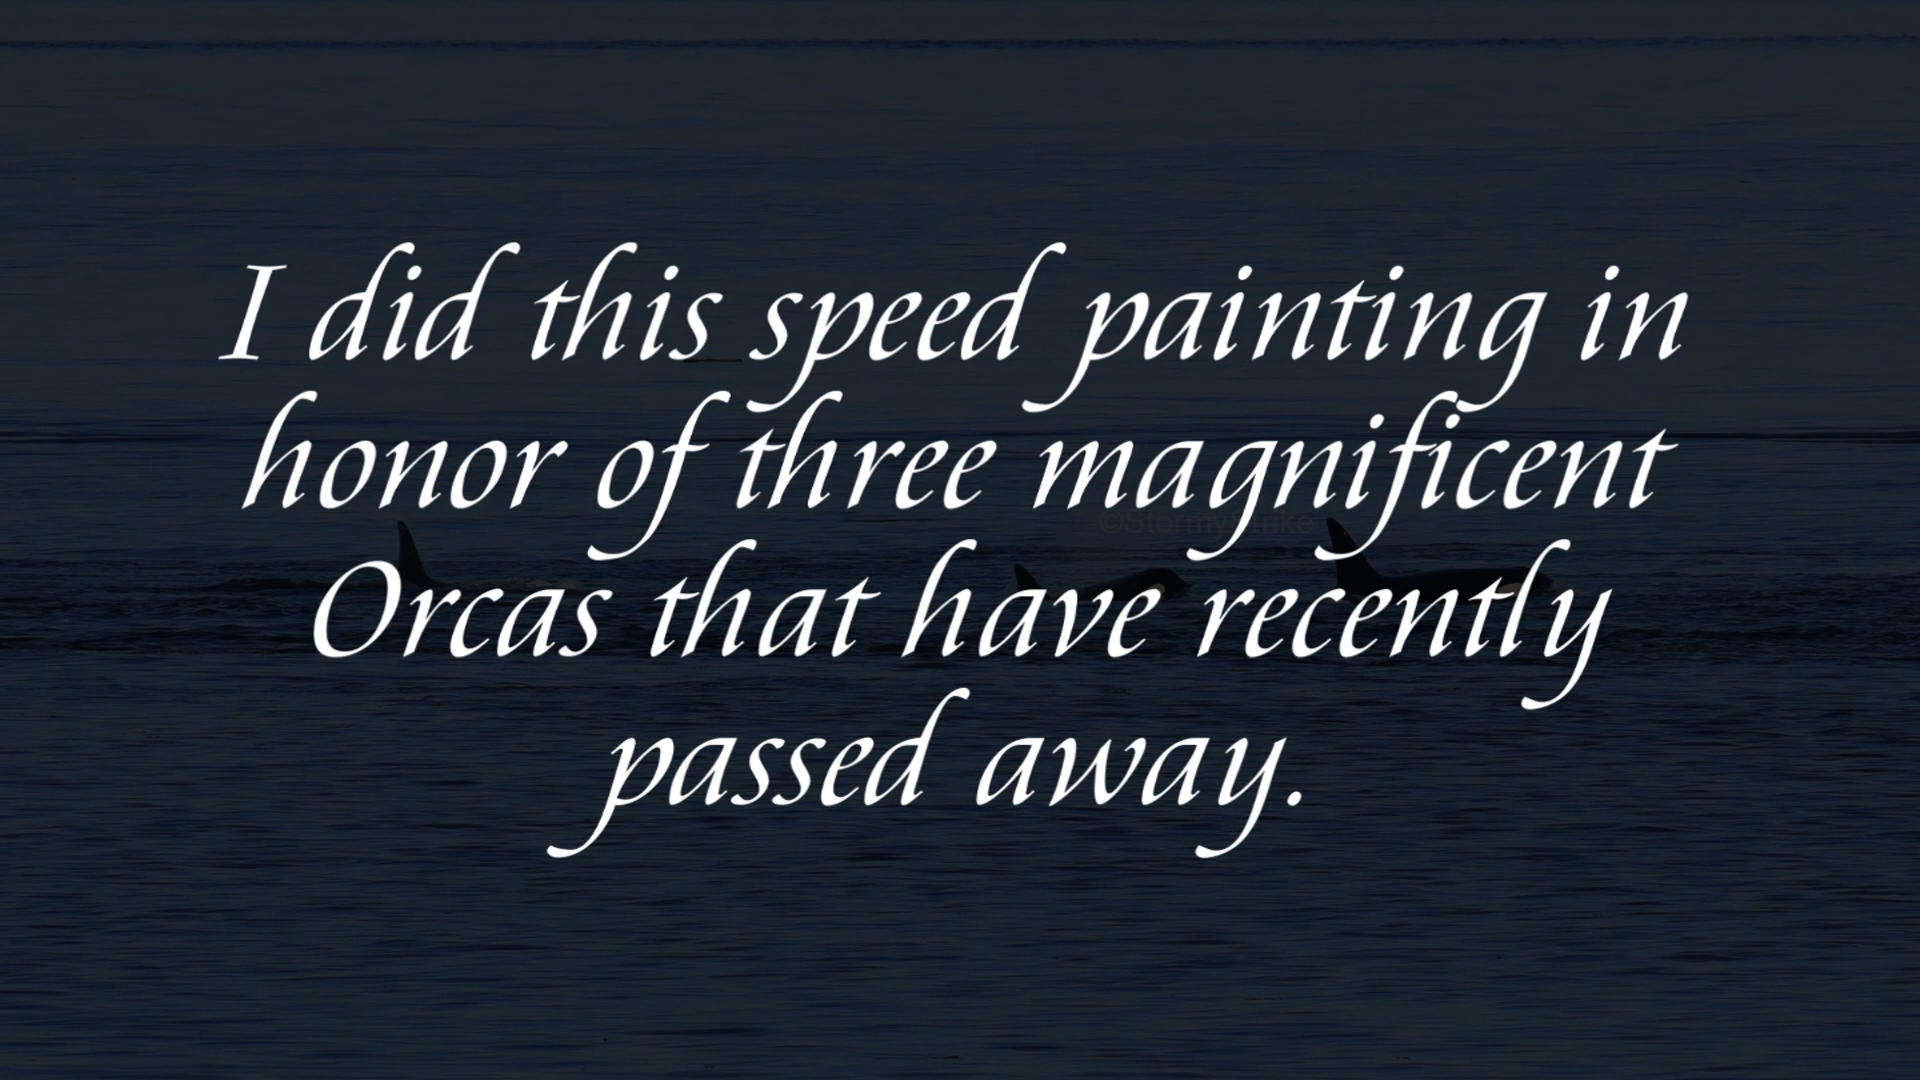 I did this speed painting in
honor of three magnificent
Orcas that have recently
passed away.